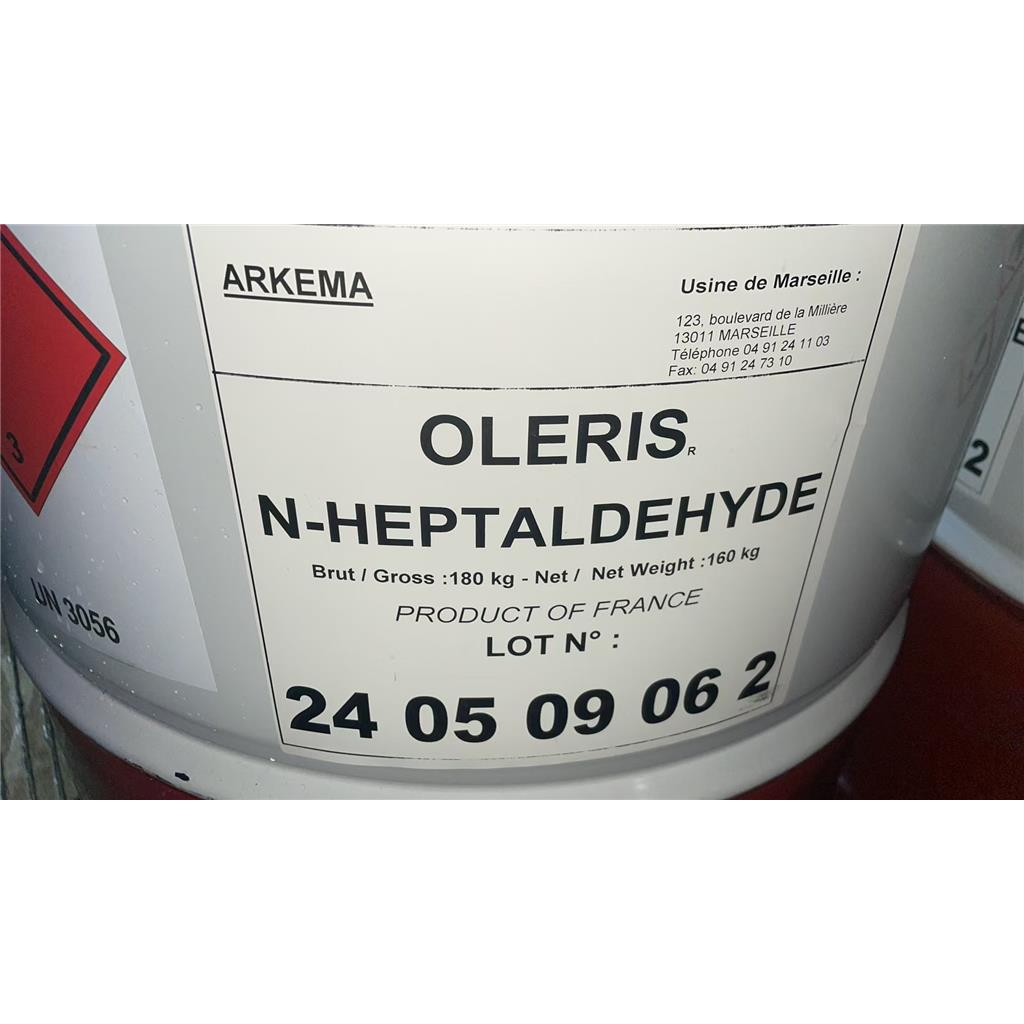 ARKEMA
Usine de Marseille :
123, boulevard de la Millière
13011 MARSEILLE
Téléphone 04 91 24 11 03
Fax: 04 91 24 73 10
OLERIS R
N-HEPTALDEHYDE
Brut / Gross :180 kg - Net / Net Weight :160 kg
PRODUCT OF FRANCE
LOT N° :
24 05 09 06 2
3
UN 3056
2